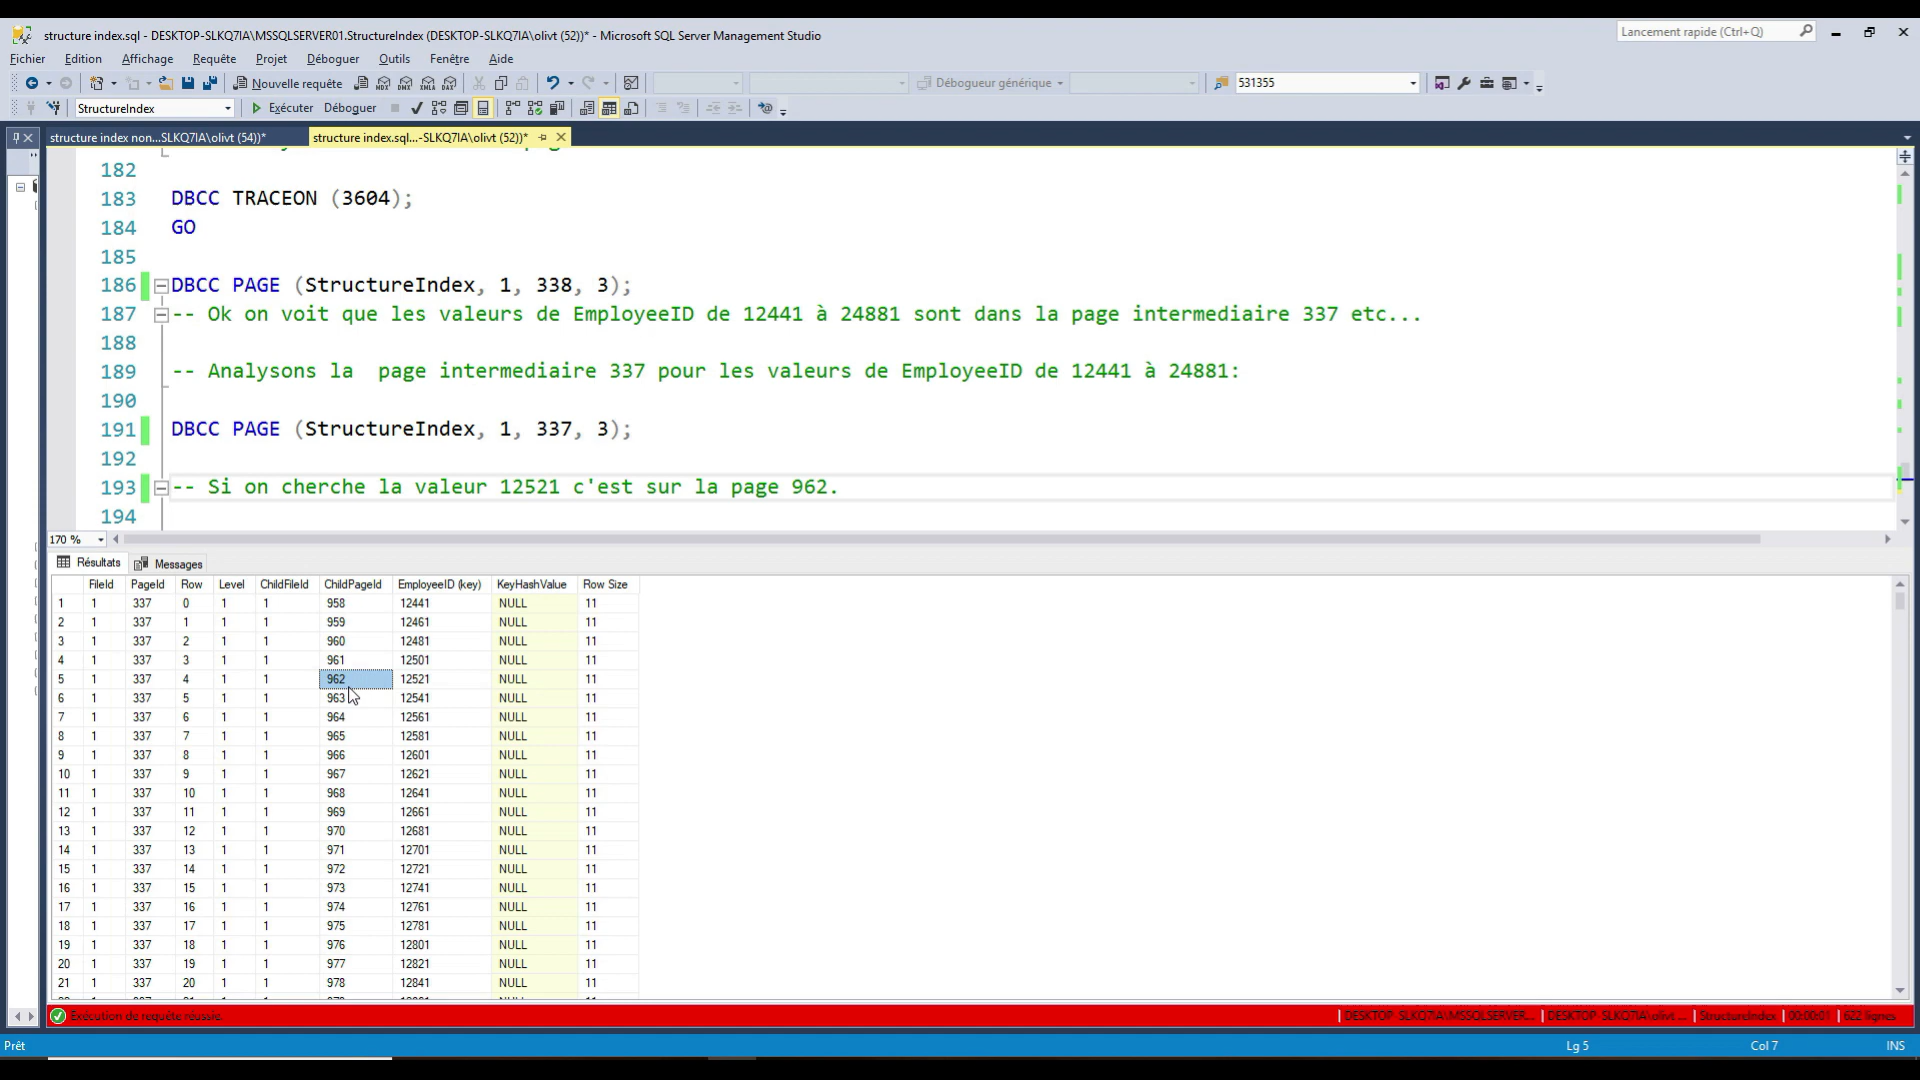 structure index.sql - DESKTOP-SLKQ7IA\MSSQLSERVER01.StructureIndex (DESKTOP-SLKQ7IA\olivt (52))* - Microsoft SQL Server Management Studio
Lancement rapide (Ctrl+Q)
Fichier Edition Affichage Requête Projet Déboguer Outils Fenêtre Aide
Nouvelle requête MDX DMX XMLA DAX Débogueur générique 531355
StructureIndex Exécuter Déboguer
structure index non...SLKQ7IA\olivt (54))* structure index.sql...-SLKQ7IA\olivt (52))*
182
183 DBCC TRACEON (3604);
184 GO
185
186 DBCC PAGE (StructureIndex, 1, 338, 3);
187 -- Ok on voit que les valeurs de EmployeeID de 12441 à 24881 sont dans la page intermediaire 337 etc...
188
189 -- Analysons la  page intermediaire 337 pour les valeurs de EmployeeID de 12441 à 24881:
190
191 DBCC PAGE (StructureIndex, 1, 337, 3);
192
193 -- Si on cherche la valeur 12521 c'est sur la page 962.
194
170 %
Résultats Messages
FileId PageId Row Level ChildFileId ChildPageId EmployeeID (key) KeyHashValue Row Size
1 1 337 0 1 1 958 12441 NULL 11
2 1 337 1 1 1 959 12461 NULL 11
3 1 337 2 1 1 960 12481 NULL 11
4 1 337 3 1 1 961 12501 NULL 11
5 1 337 4 1 1 962 12521 NULL 11
6 1 337 5 1 1 963 12541 NULL 11
7 1 337 6 1 1 964 12561 NULL 11
8 1 337 7 1 1 965 12581 NULL 11
9 1 337 8 1 1 966 12601 NULL 11
10 1 337 9 1 1 967 12621 NULL 11
11 1 337 10 1 1 968 12641 NULL 11
12 1 337 11 1 1 969 12661 NULL 11
13 1 337 12 1 1 970 12681 NULL 11
14 1 337 13 1 1 971 12701 NULL 11
15 1 337 14 1 1 972 12721 NULL 11
16 1 337 15 1 1 973 12741 NULL 11
17 1 337 16 1 1 974 12761 NULL 11
18 1 337 17 1 1 975 12781 NULL 11
19 1 337 18 1 1 976 12801 NULL 11
20 1 337 19 1 1 977 12821 NULL 11
21 1 337 20 1 1 978 12841 NULL 11
Exécution de requête réussie. DESKTOP-SLKQ7IA\MSSQLSERVER... DESKTOP-SLKQ7IA\olivt ... StructureIndex 00:00:01 622 lignes
Prêt Lg 5 Col 7 INS